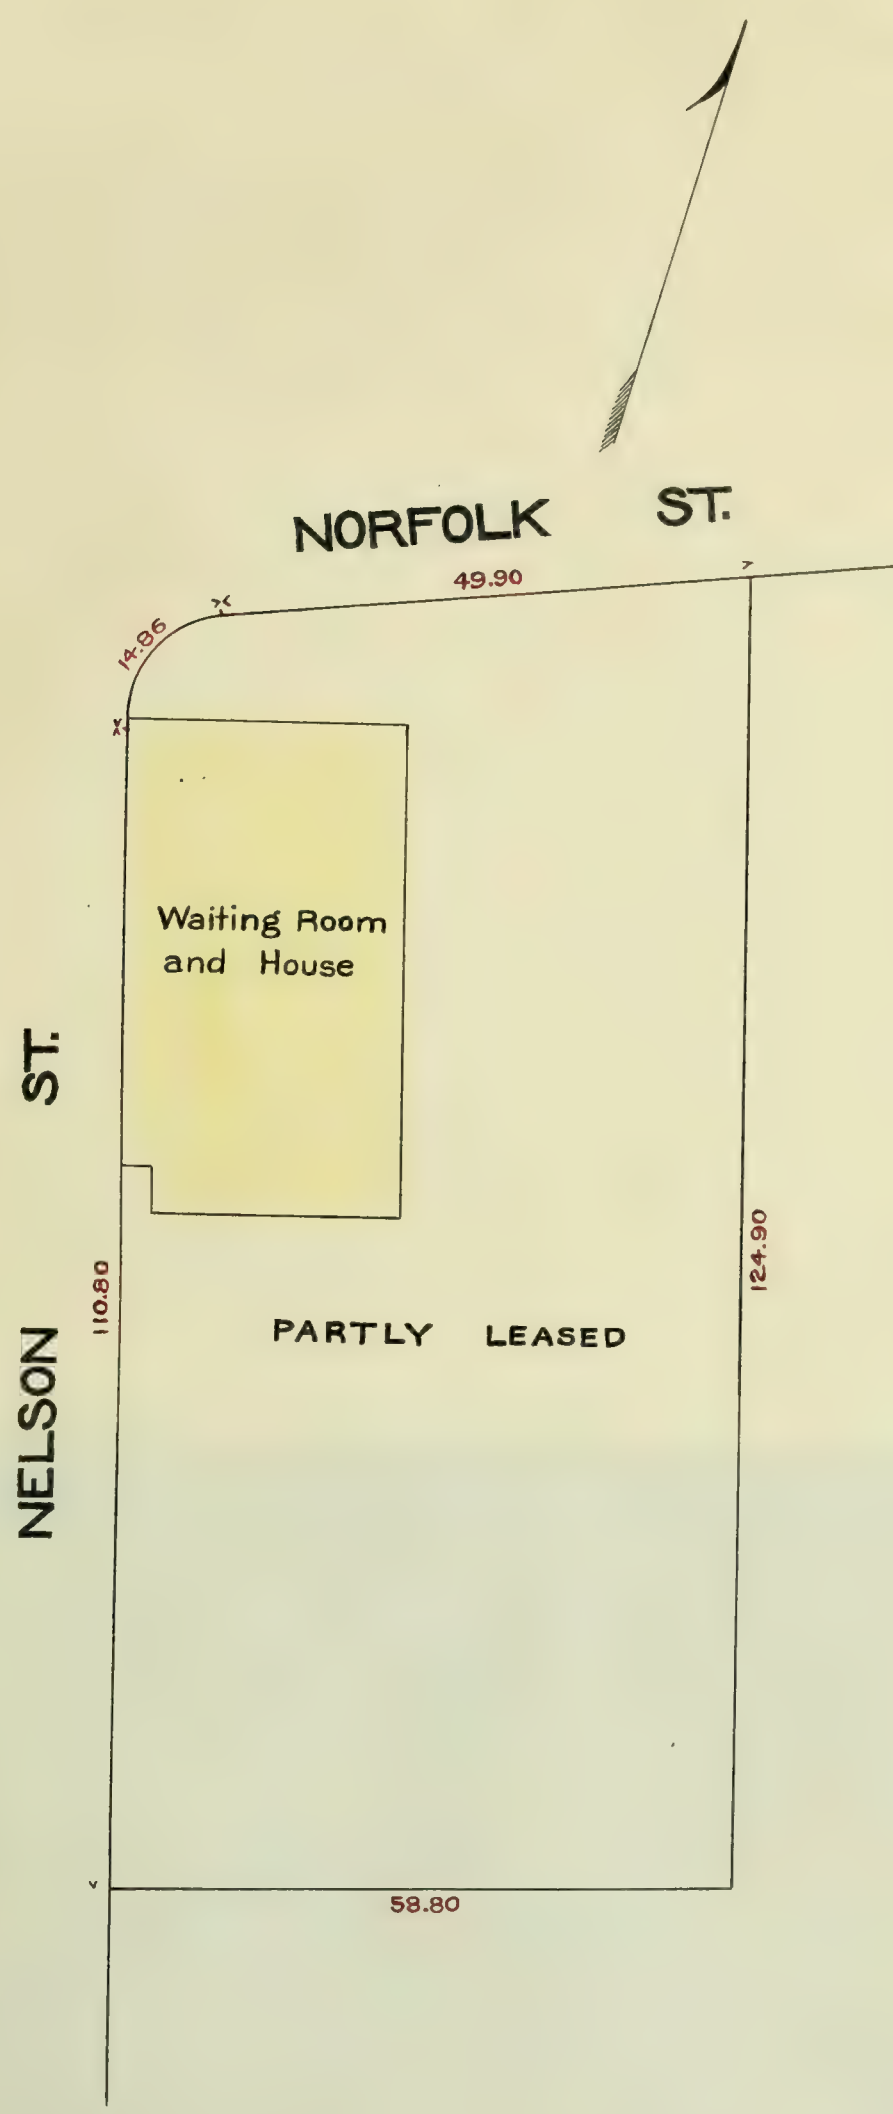 NORFOLK ST.
49.90
14.86
Waiting Room
and House
NELSON ST.
110.80
124.90
PARTLY LEASED
58.80